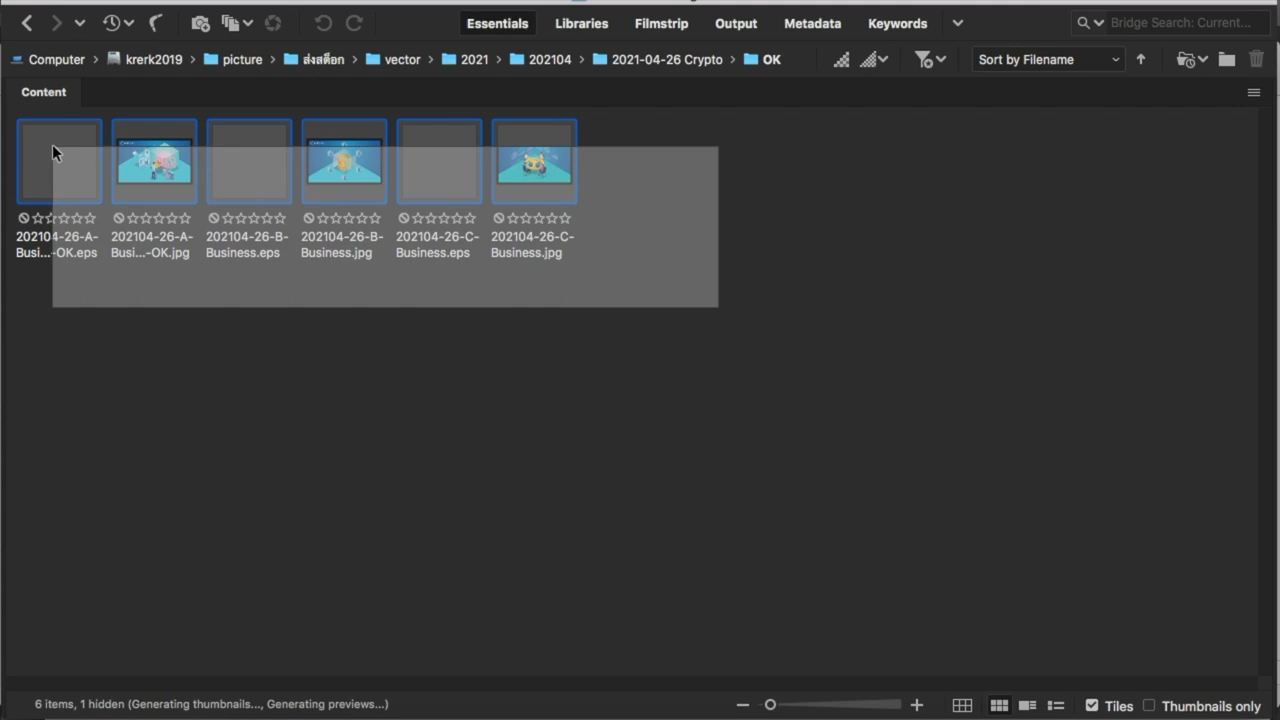 Essentials Libraries Filmstrip Output Metadata Keywords Bridge Search: Current...
Computer krerk2019 picture ส่งสต็อก vector 2021 202104 2021-04-26 Crypto OK Sort by Filename
Content
202104-26-A-Busi...-OK.eps
202104-26-A-Busi...-OK.jpg
202104-26-B-Business.eps
202104-26-B-Business.jpg
202104-26-C-Business.eps
202104-26-C-Business.jpg
6 items, 1 hidden (Generating thumbnails..., Generating previews...) Tiles Thumbnails only